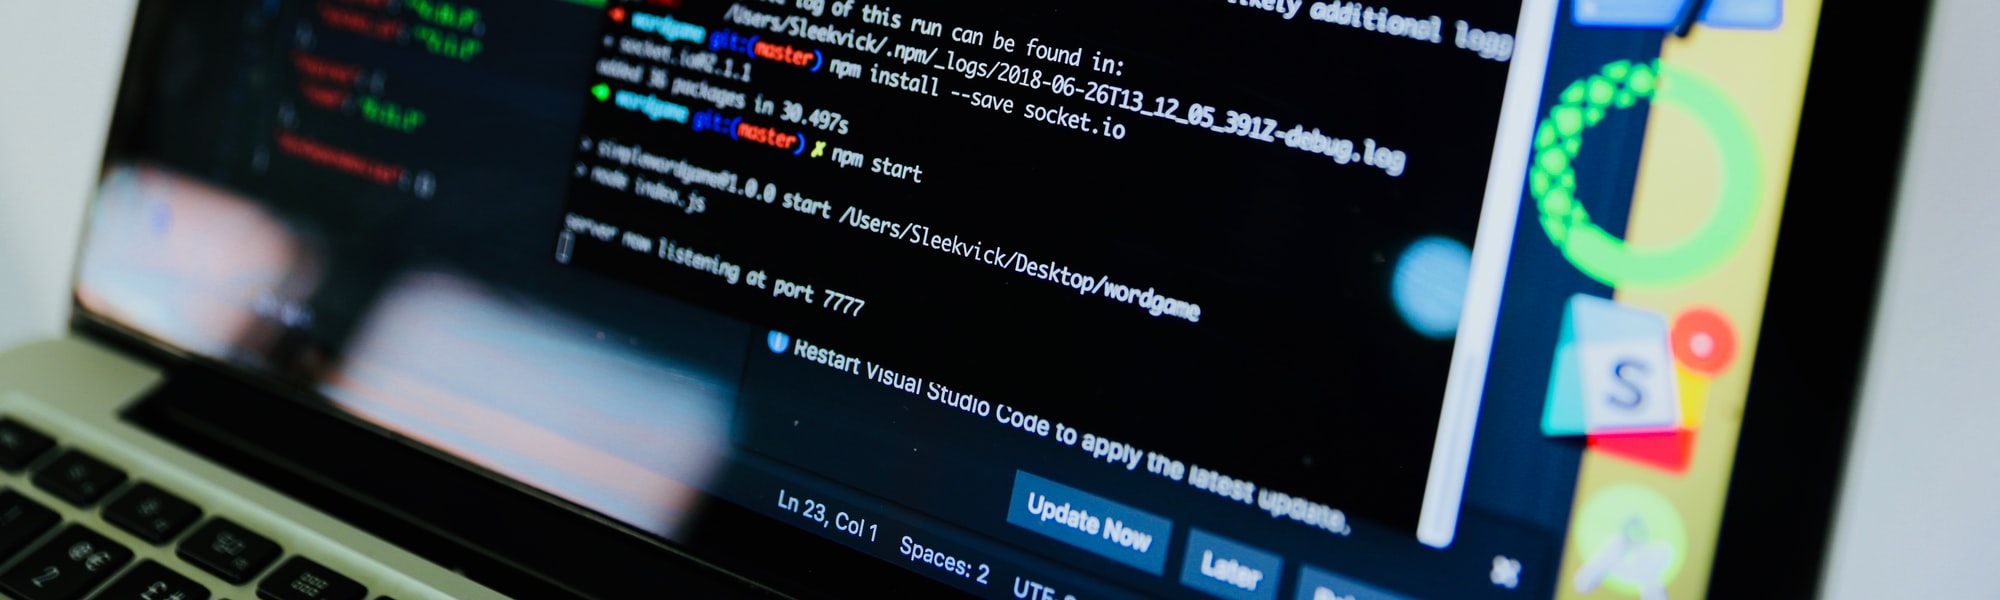 additional logg
log of this run can be found in:
/Users/Sleekvick/.npm/_logs/2018-06-26T13_12_05_391Z-debug.log
wordgame git:(master) npm install --save socket.io
+ socket.io@2.1.1
added 36 packages in 30.497s
wordgame git:(master) ✗ npm start
> simplewordgame@1.0.0 start /Users/Sleekvick/Desktop/wordgame
> node index.js
server now listening at port 7777
Restart Visual Studio Code to apply the latest update.
Update Now
Later
Ln 23, Col 1
Spaces: 2
S
2